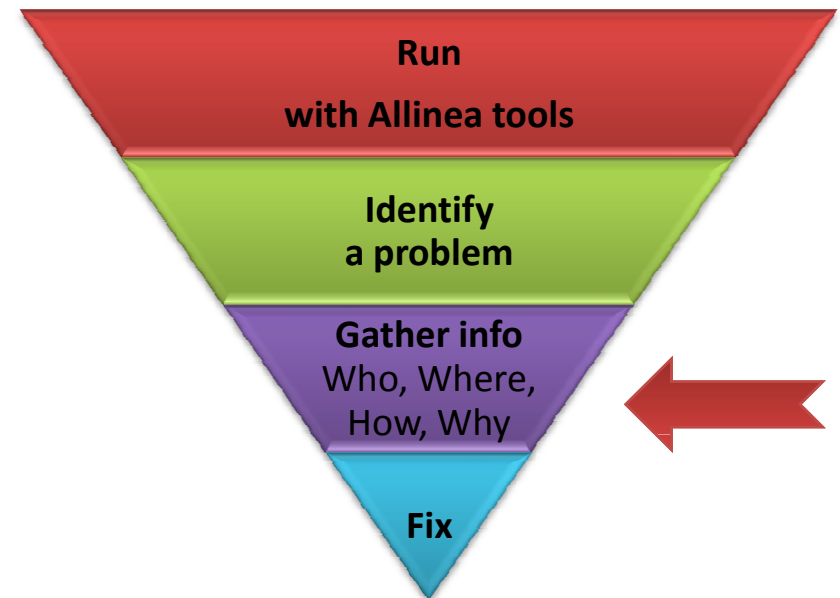 Run
with Allinea tools
Identify
a problem
Gather info
Who, Where,
How, Why
Fix